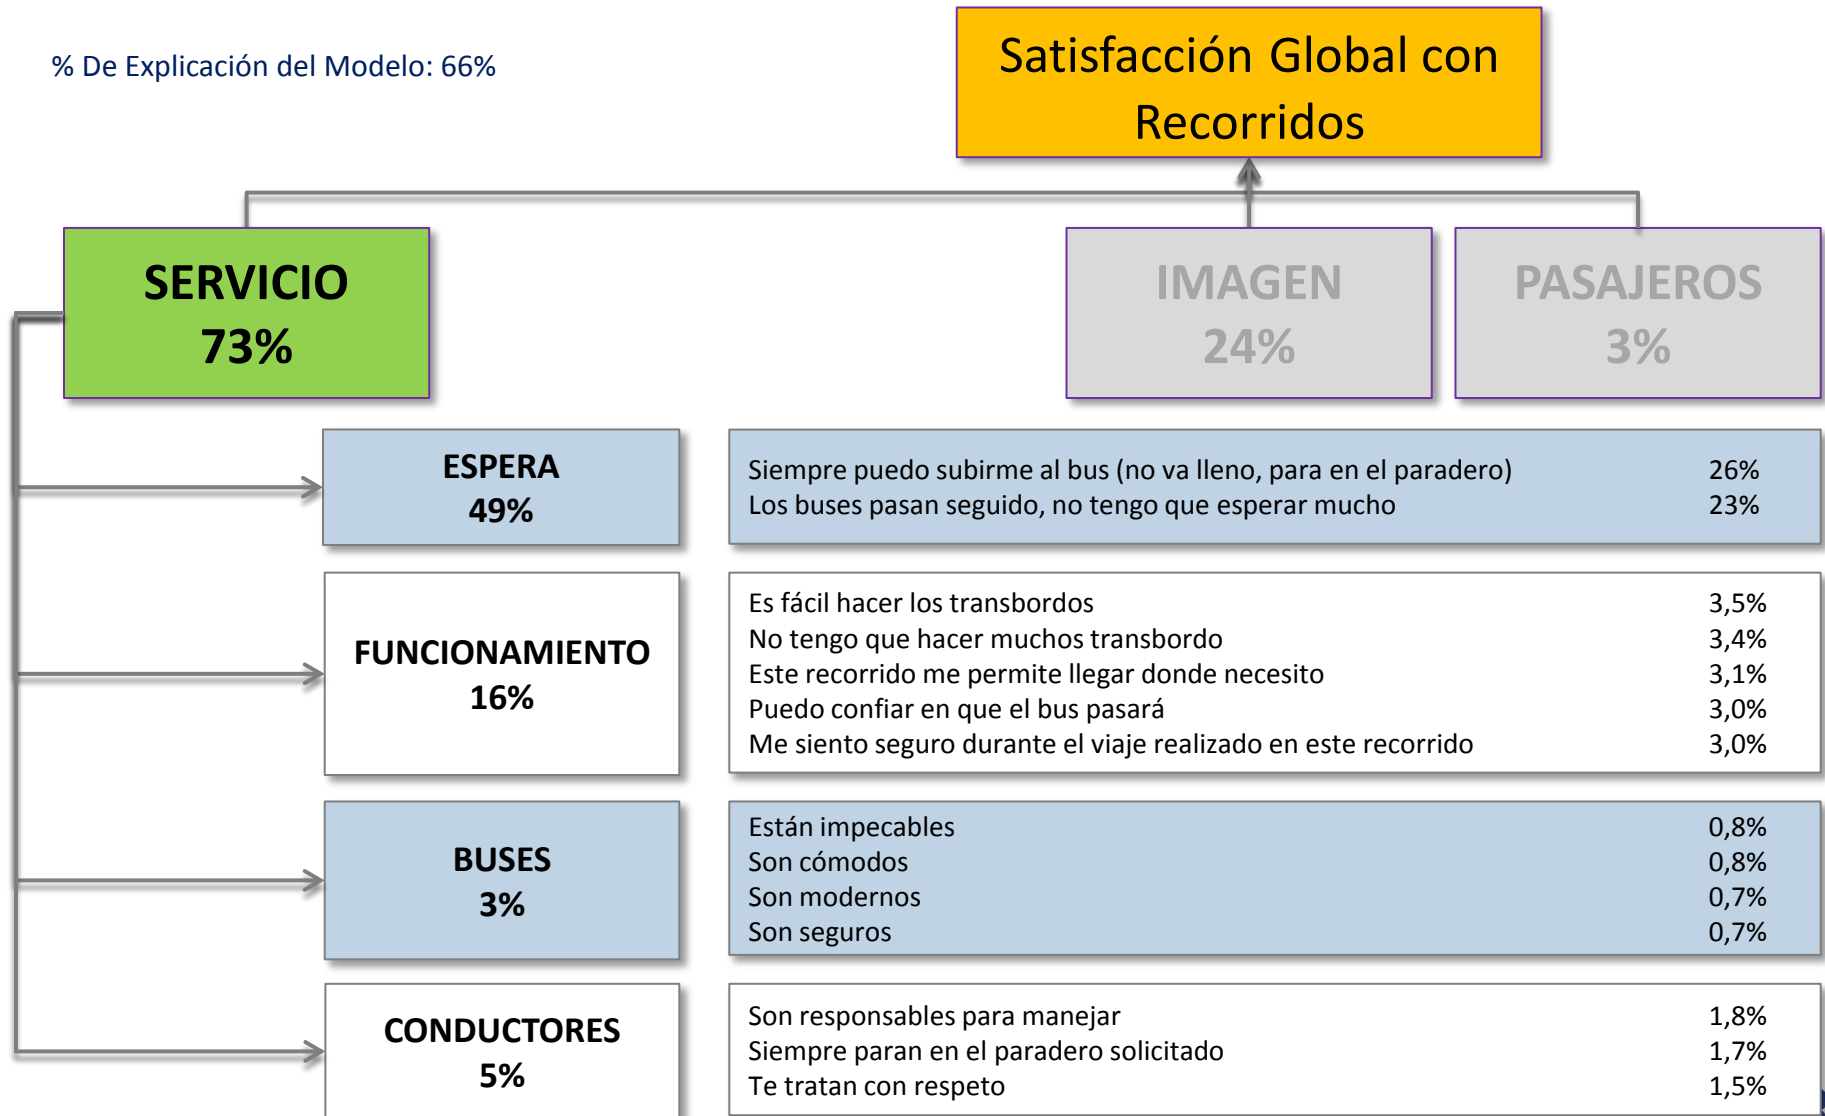 % De Explicación del Modelo: 66%
Satisfacción Global con
Recorridos
SERVICIO
73%
IMAGEN
24%
PASAJEROS
3%
ESPERA
49%
Siempre puedo subirme al bus (no va lleno, para en el paradero) 26%
Los buses pasan seguido, no tengo que esperar mucho 23%
FUNCIONAMIENTO
16%
Es fácil hacer los transbordos 3,5%
No tengo que hacer muchos transbordo 3,4%
Este recorrido me permite llegar donde necesito 3,1%
Puedo confiar en que el bus pasará 3,0%
Me siento seguro durante el viaje realizado en este recorrido 3,0%
BUSES
3%
Están impecables 0,8%
Son cómodos 0,8%
Son modernos 0,7%
Son seguros 0,7%
CONDUCTORES
5%
Son responsables para manejar 1,8%
Siempre paran en el paradero solicitado 1,7%
Te tratan con respeto 1,5%